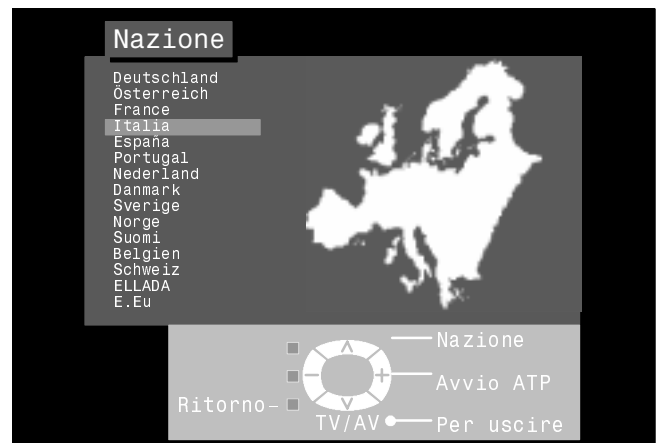 Nazione
Deutschland
Österreich
France
Italia
España
Portugal
Nederland
Danmark
Sverige
Norge
Suomi
Belgien
Schweiz
ELLADA
E.Eu
Nazione
Avvio ATP
Ritorno
TV/AV
Per uscire